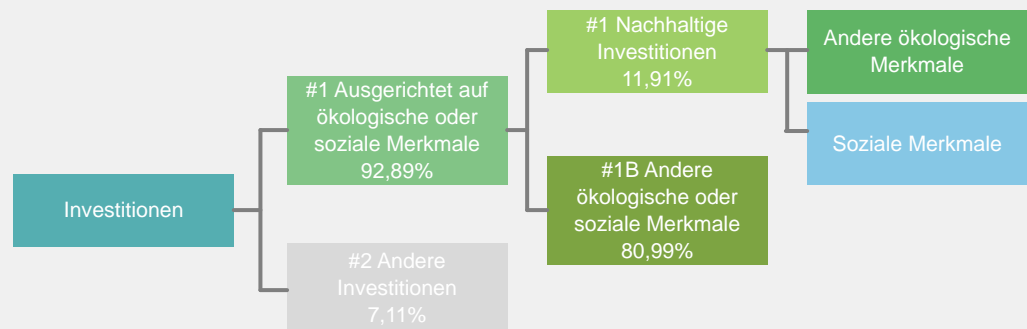 Investitionen
#1 Ausgerichtet auf
ökologische oder
soziale Merkmale
92,89%
#2 Andere
Investitionen
7,11%
#1 Nachhaltige
Investitionen
11,91%
#1B Andere
ökologische oder
soziale Merkmale
80,99%
Andere ökologische
Merkmale
Soziale Merkmale